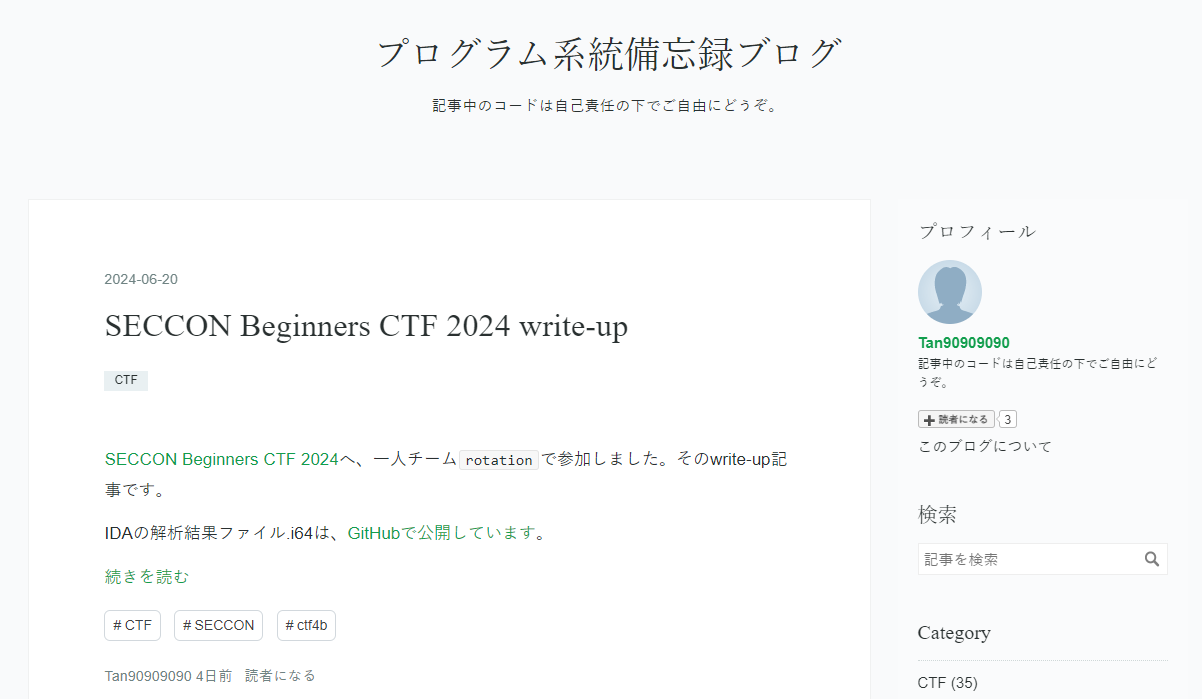 プログラム系統備忘録ブログ
記事中のコードは自己責任の下でご自由にどうぞ。
2024-06-20
SECCON Beginners CTF 2024 write-up
CTF
SECCON Beginners CTF 2024へ、一人チームrotationで参加しました。そのwrite-up記
事です。
IDAの解析結果ファイル.i64は、GitHubで公開しています。
続きを読む
# CTF # SECCON # ctf4b
Tan90909090 4日前 読者になる
プロフィール
Tan90909090
記事中のコードは自己責任の下でご自由にど
うぞ。
読者になる 3
このブログについて
検索
記事を検索
Category
CTF (35)